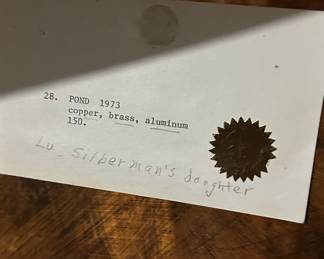 28. POND 1973
copper, brass, aluminum
150.
Lu_ Silberman's daughter